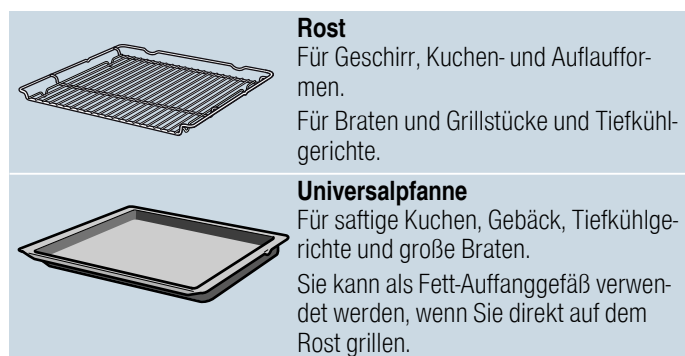 Rost
Für Geschirr, Kuchen- und Auflauffor-
men.
Für Braten und Grillstücke und Tiefkühl-
gerichte.
Universalpfanne
Für saftige Kuchen, Gebäck, Tiefkühlge-
richte und große Braten.
Sie kann als Fett-Auffanggefäß verwen-
det werden, wenn Sie direkt auf dem
Rost grillen.